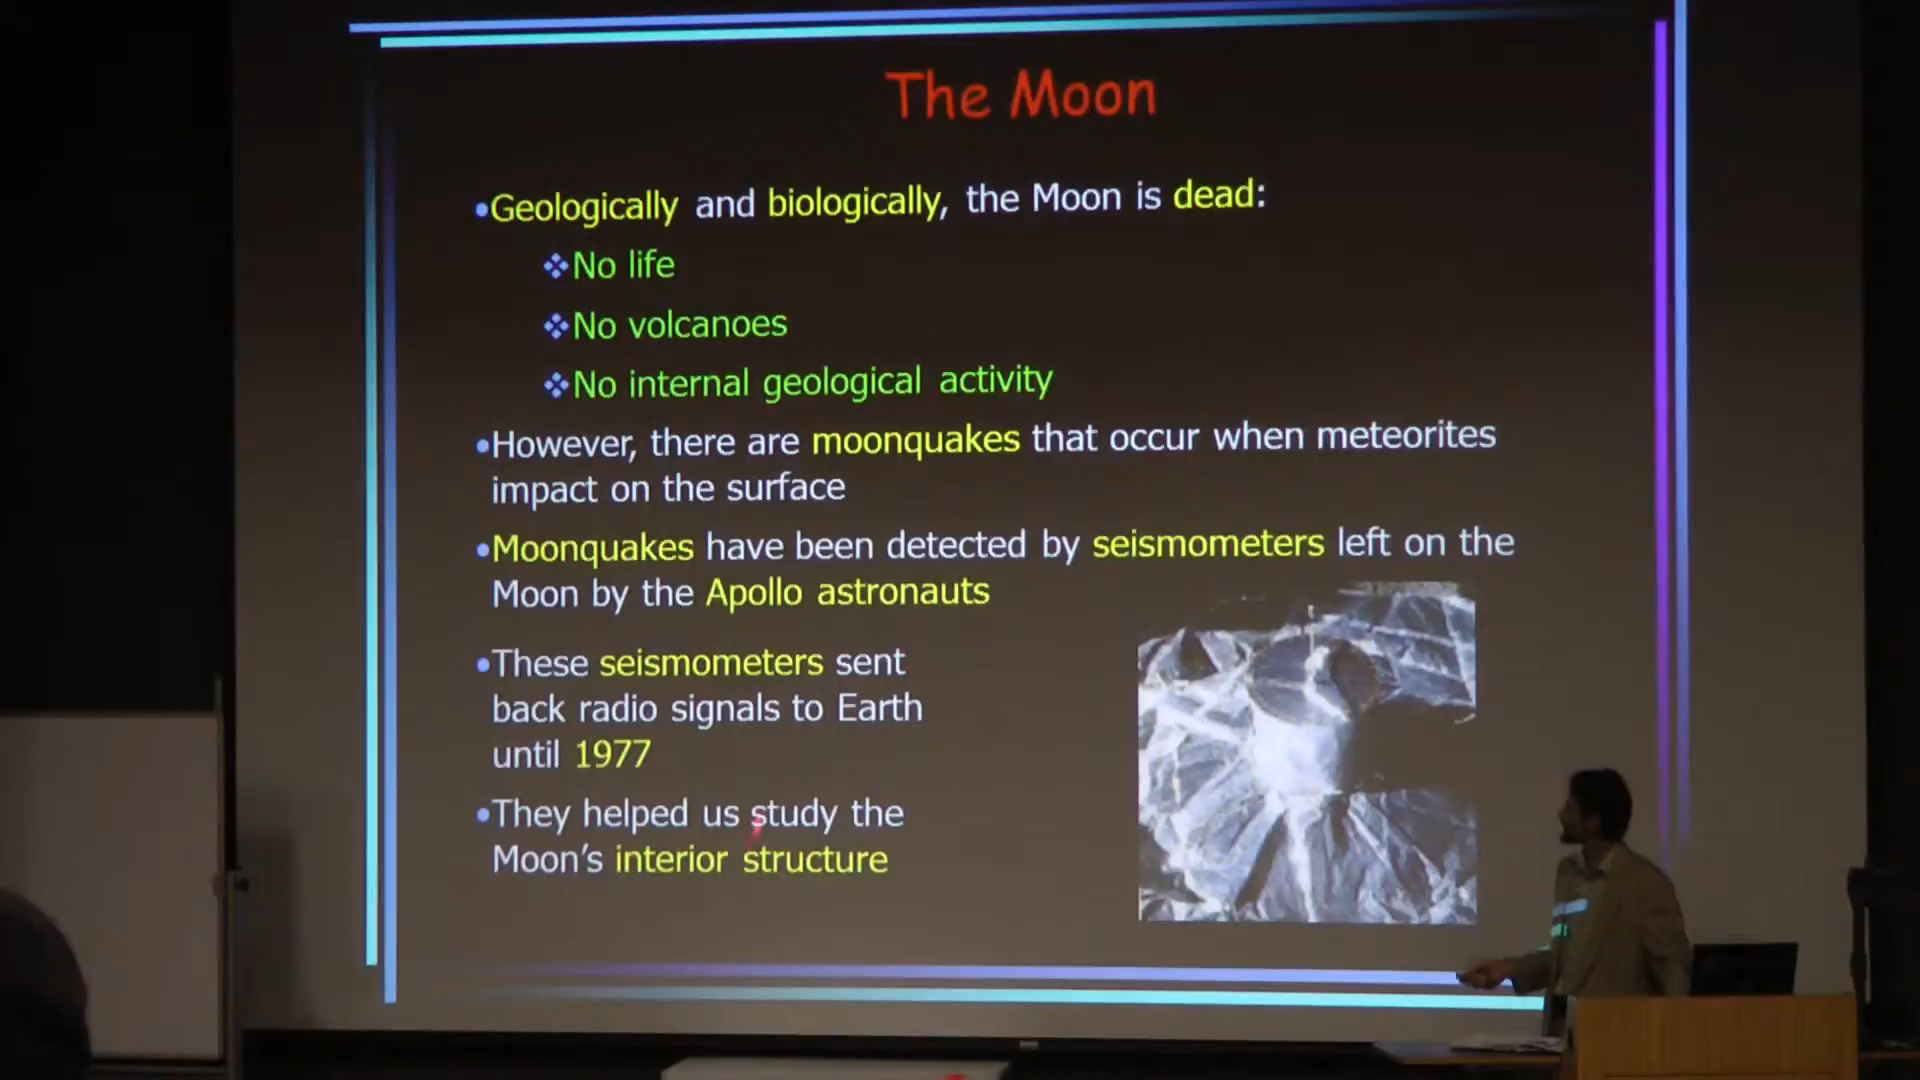 The Moon
•Geologically and biologically, the Moon is dead:
❖No life
❖No volcanoes
❖No internal geological activity
•However, there are moonquakes that occur when meteorites
impact on the surface
•Moonquakes have been detected by seismometers left on the
Moon by the Apollo astronauts
•These seismometers sent
back radio signals to Earth
until 1977
•They helped us study the
Moon’s interior structure